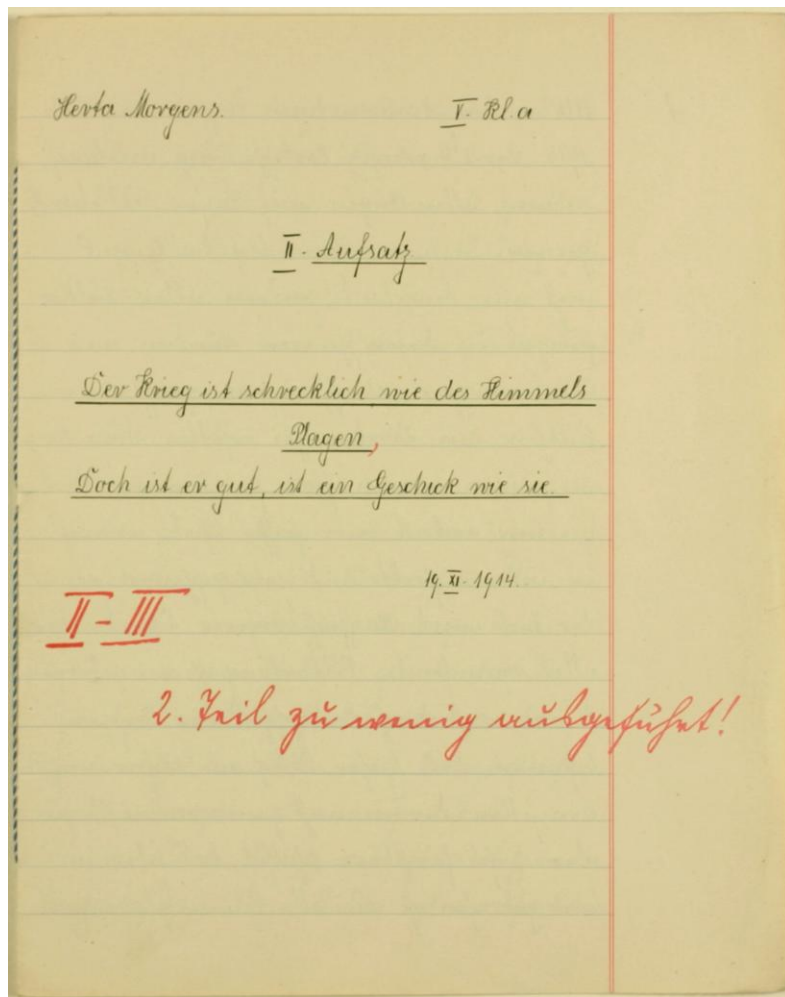 Herta Morgens. V. Kl. a
II. Aufsatz
Der Krieg ist schrecklich wie des Himmels
Plagen,
Doch ist er gut, ist ein Geschick wie sie.
19. XI. 1914.
II - III
2. Teil zu wenig ausgeführt!